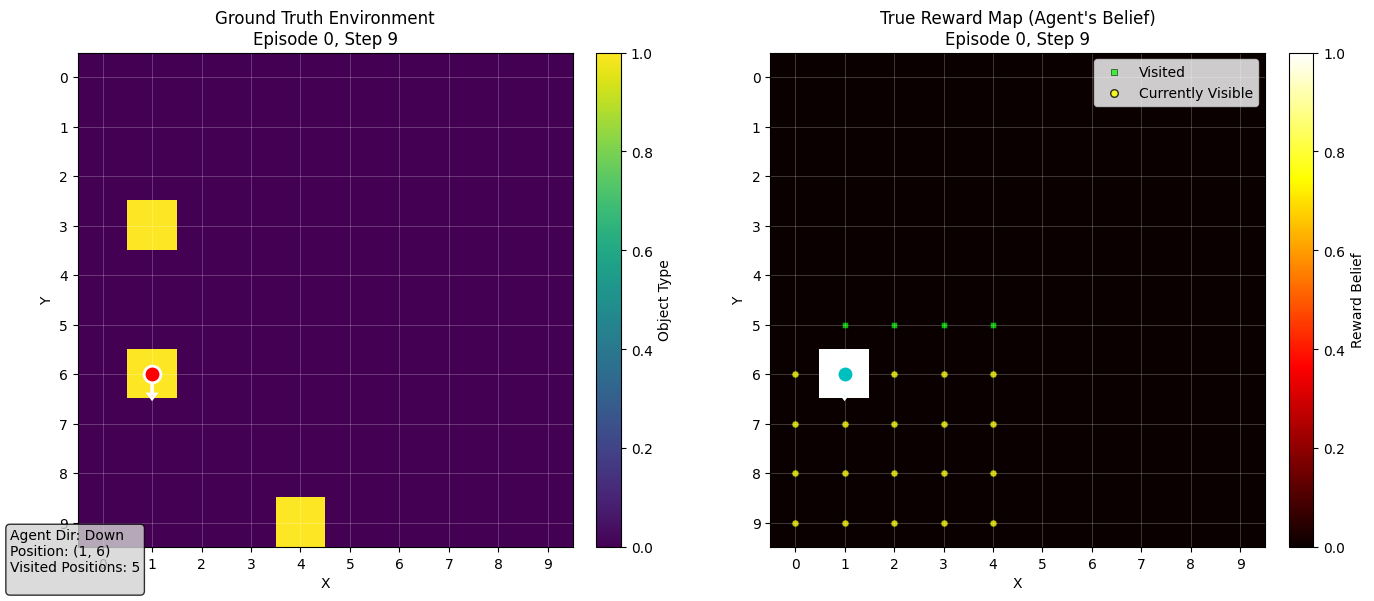 Ground Truth Environment
Episode 0, Step 9
0
1
2
3
4
5
6
7
8
9
Y
0 1 2 3 4 5 6 7 8 9
X
1.0
0.8
0.6
0.4
0.2
0.0
Object Type
Agent Dir: Down
Position: (1, 6)
Visited Positions: 5
True Reward Map (Agent's Belief)
Episode 0, Step 9
Visited
Currently Visible
0
1
2
3
4
5
6
7
8
9
Y
0 1 2 3 4 5 6 7 8 9
X
1.0
0.8
0.6
0.4
0.2
0.0
Reward Belief